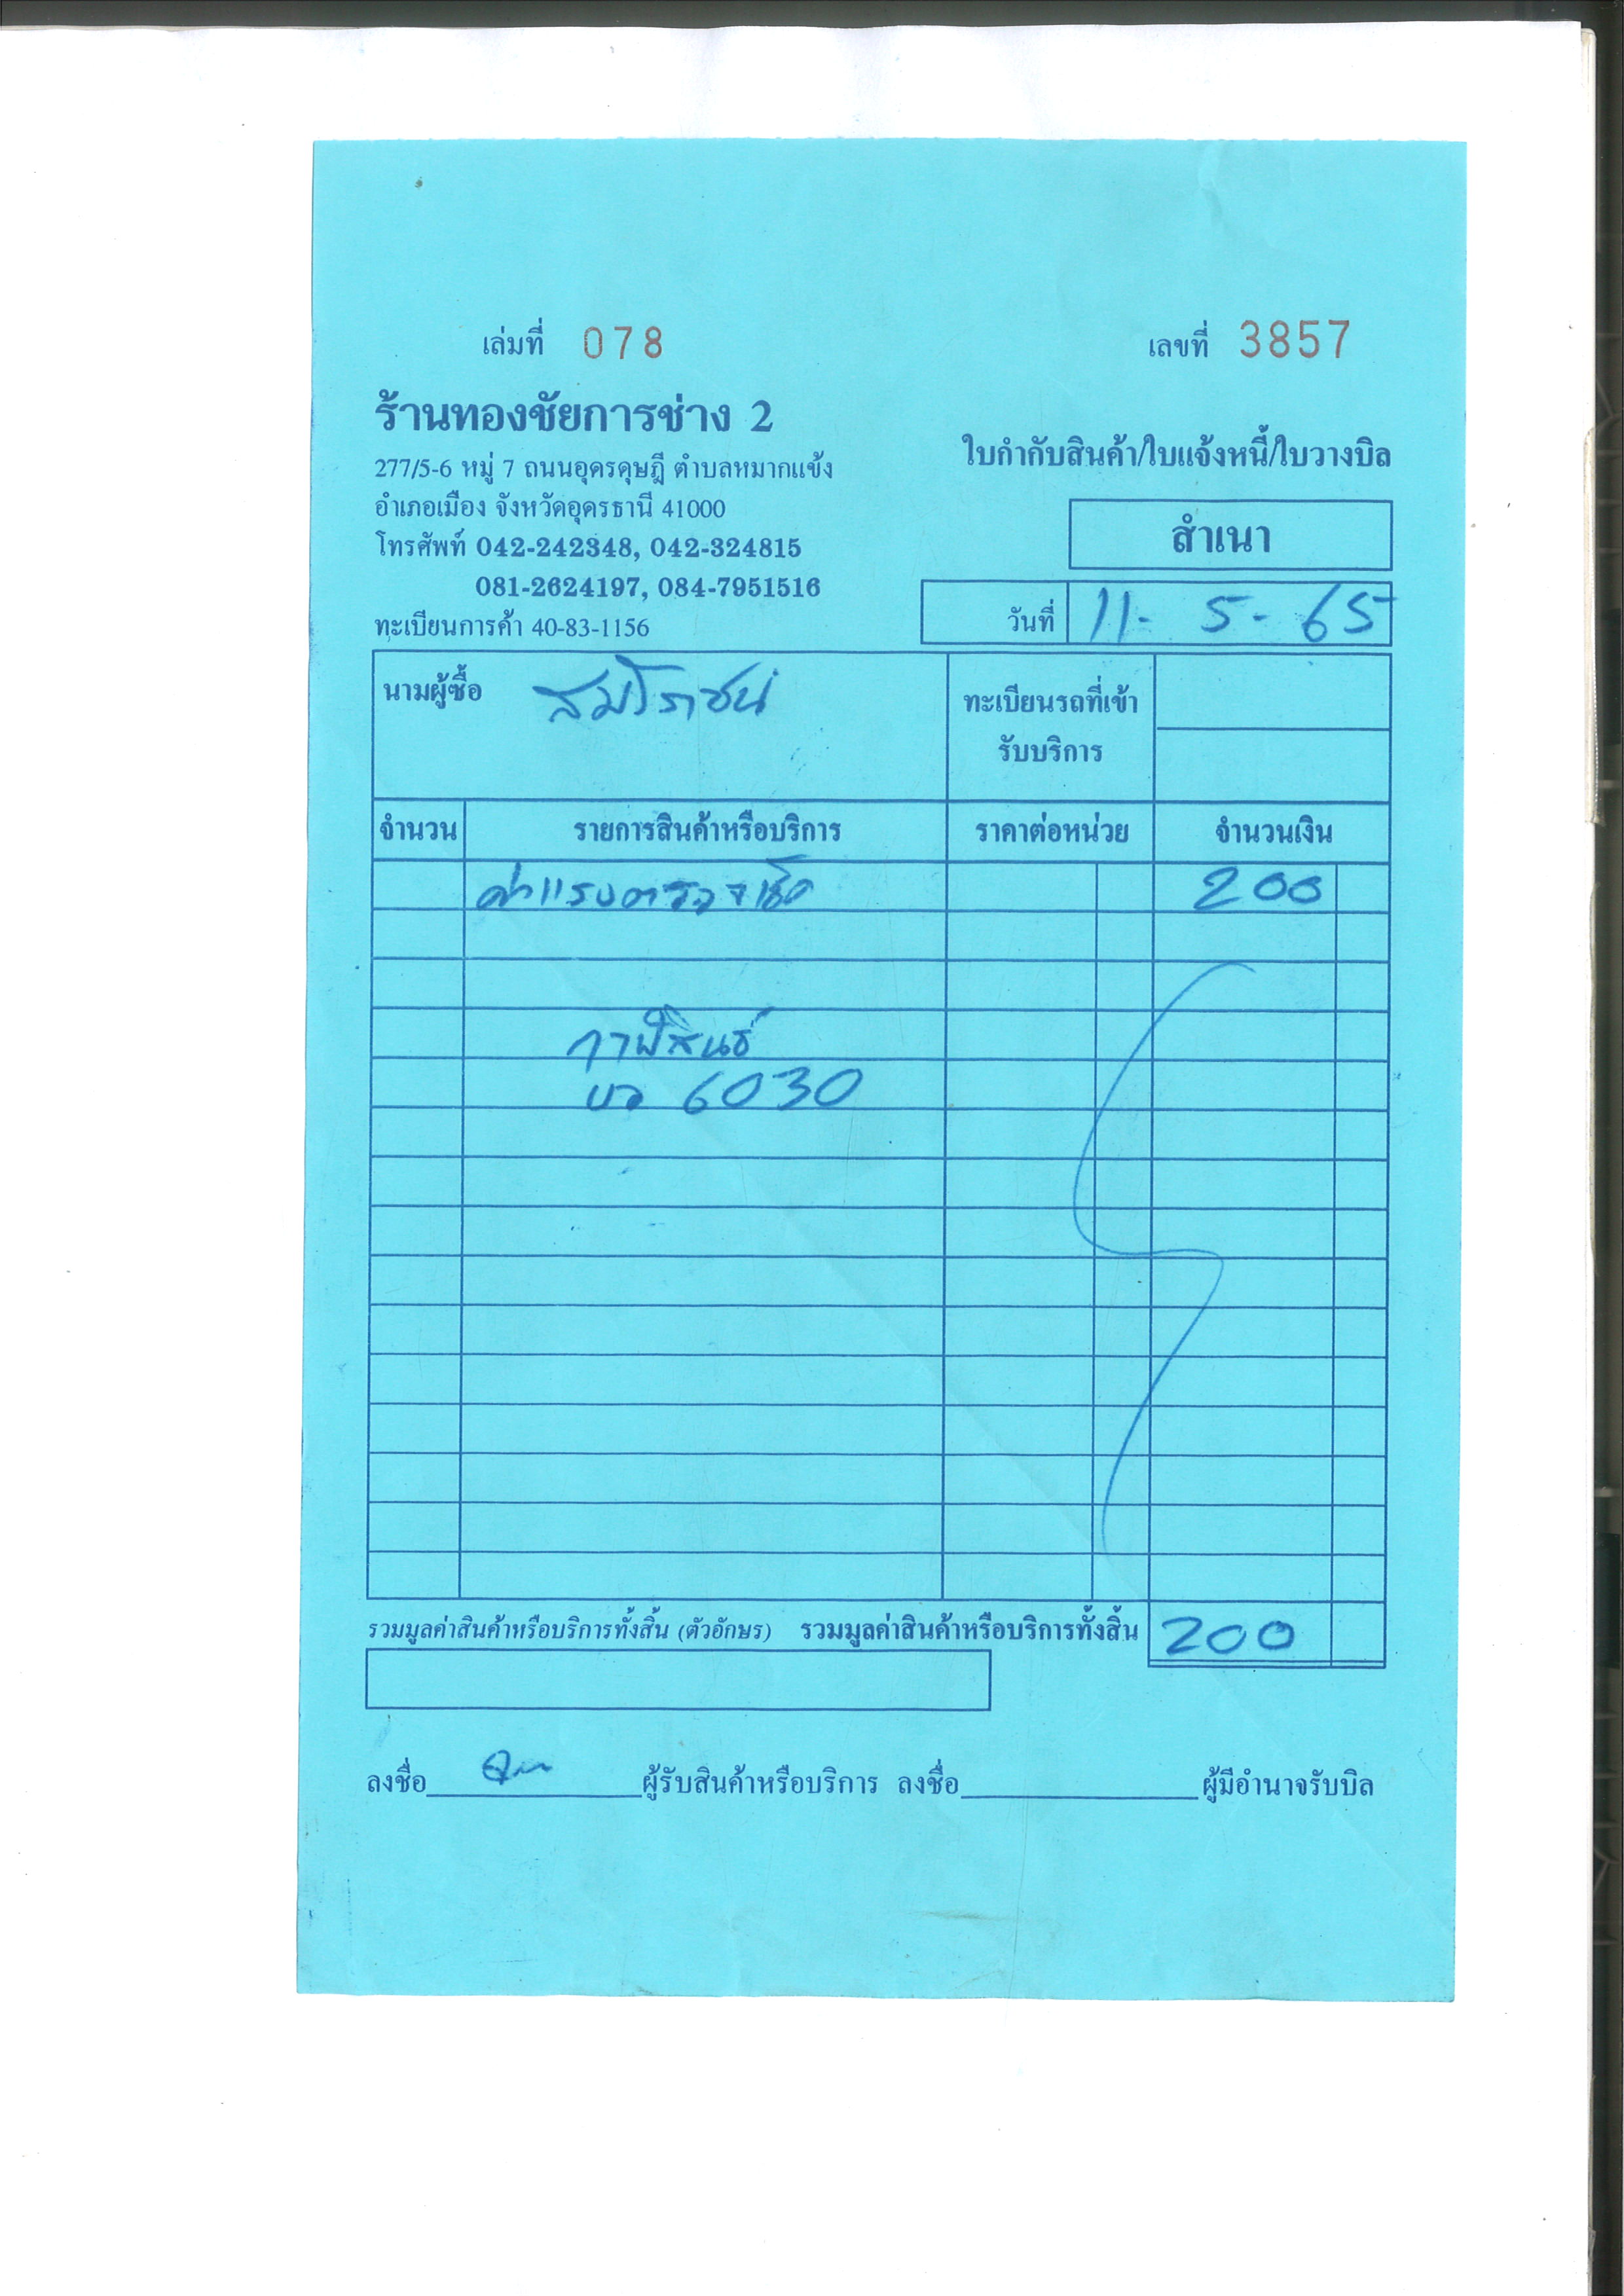 เล่มที่ 078
เลขที่ 3857
ร้านทองชัยการช่าง 2
277/5-6 หมู่ 7 ถนนอุดรดุษฎี ตำบลหมากแข้ง
อำเภอเมือง จังหวัดอุดรธานี 41000
โทรศัพท์ 042-242348, 042-324815
081-2624197, 084-7951516
ทะเบียนการค้า 40-83-1156
ใบกำกับสินค้า/ใบแจ้งหนี้/ใบวางบิล
สำเนา
วันที่ 11-5-65
นามผู้ซื้อ
ทะเบียนรถที่เข้า
รับบริการ
จำนวน รายการสินค้าหรือบริการ ราคาต่อหน่วย จำนวนเงิน
ค่าแรงตรวจเช็ค 200
กาฬสินธุ์
บว 6030
รวมมูลค่าสินค้าหรือบริการทั้งสิ้น (ตัวอักษร) รวมมูลค่าสินค้าหรือบริการทั้งสิ้น 200
ลงชื่อ ผู้รับสินค้าหรือบริการ ลงชื่อ ผู้มีอำนาจรับบิล